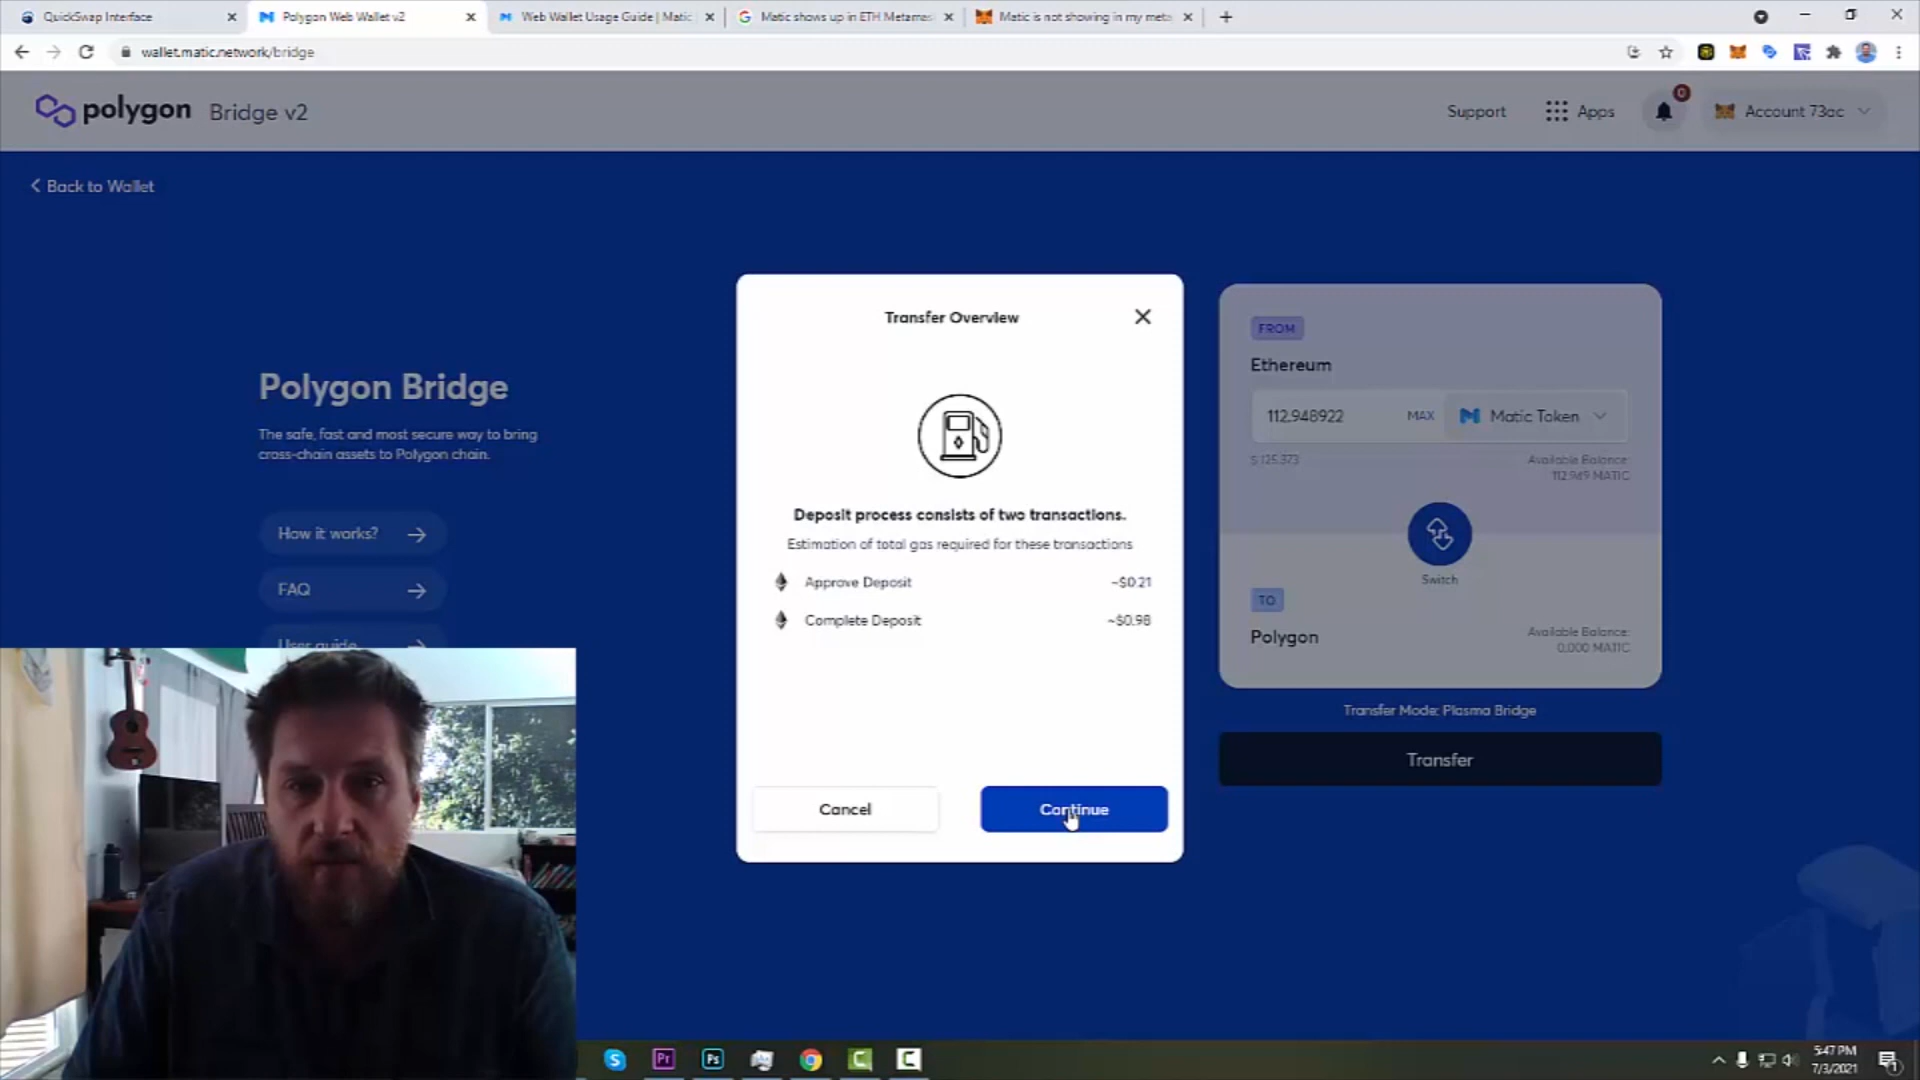 QuickSwap Interface
Polygon Web Wallet v2
Web Wallet Usage Guide | Matic
Matic shows up in ETH Metamas
Matic is not showing in my meta
wallet.matic.network/bridge
polygon Bridge v2
Support
Apps
0
Account 73ac
Back to Wallet
Polygon Bridge
The safe, fast and most secure way to bring
cross-chain assets to Polygon chain.
How it works?
FAQ
User guide
Transfer Overview
Deposit process consists of two transactions.
Estimation of total gas required for these transactions
Approve Deposit ~$0.21
Complete Deposit ~$0.98
Cancel
Continue
FROM
Ethereum
112.948922 MAX Matic Token
$ 125.373
Available Balance:
112.949 MATIC
Switch
TO
Polygon
Available Balance:
0.000 MATIC
Transfer Mode: Plasma Bridge
Transfer
Pr
Ps
5:47 PM
7/3/2021
1